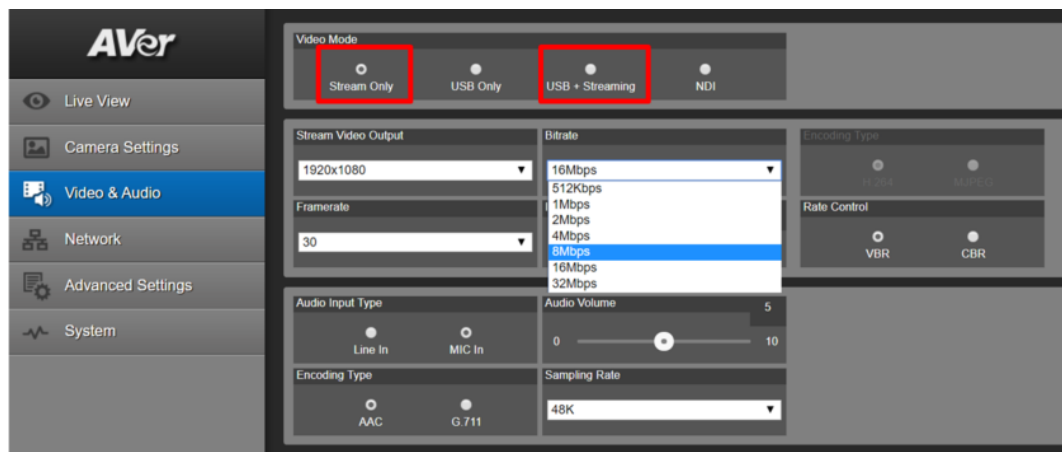 AVer
Live View
Camera Settings
Video & Audio
Network
Advanced Settings
System
Video Mode
Stream Only
USB Only
USB + Streaming
NDI
Stream Video Output
1920x1080
Bitrate
16Mbps
512Kbps
1Mbps
2Mbps
4Mbps
8Mbps
16Mbps
32Mbps
Encoding Type
H.264
MJPEG
Framerate
30
Rate Control
VBR
CBR
Audio Input Type
Line In
MIC In
Audio Volume
5
0
10
Encoding Type
AAC
G.711
Sampling Rate
48K